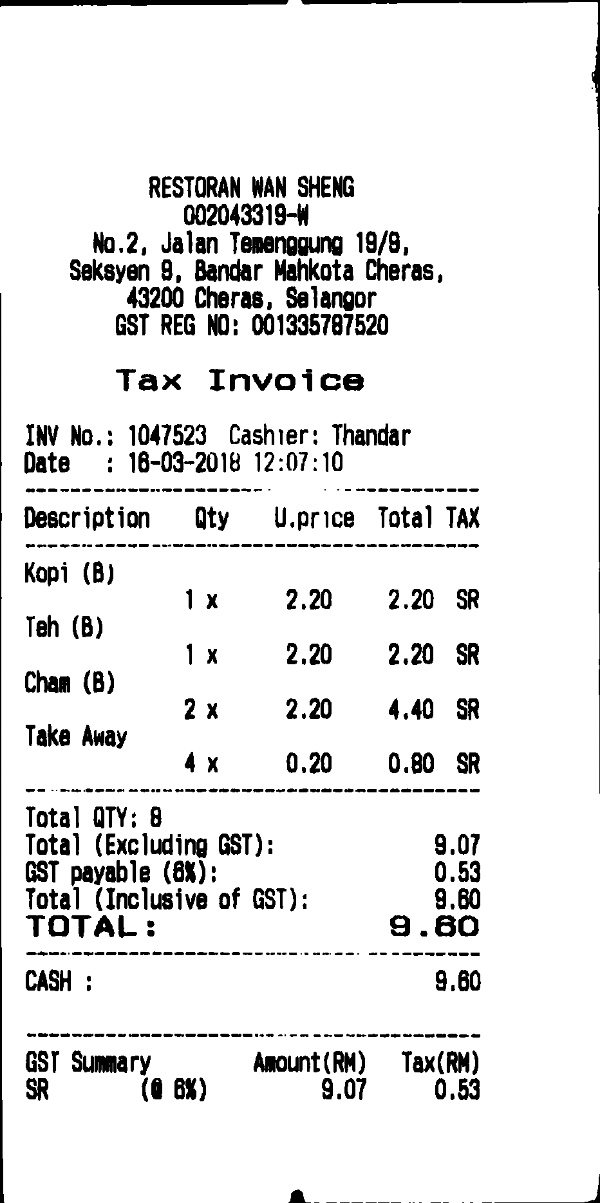 RESTORAN WAN SHENG
002043319-W
No.2, Jalan Temenggung 19/9,
Seksyen 9, Bandar Mahkota Cheras,
43200 Cheras, Selangor
GST REG NO: 001335787520
Tax Invoice
INV No.: 1047523 Cashier: Thandar
Date : 16-03-2018 12:07:10
Description Qty U.price Total TAX
Kopi (B)
1 x 2.20 2.20 SR
Teh (B)
1 x 2.20 2.20 SR
Cham (B)
2 x 2.20 4.40 SR
Take Away
4 x 0.20 0.80 SR
Total QTY: 8
Total (Excluding GST): 9.07
GST payable (6%): 0.53
Total (Inclusive of GST): 9.60
TOTAL: 9.60
CASH : 9.60
GST Summary Amount(RM) Tax(RM)
SR (@ 6%) 9.07 0.53